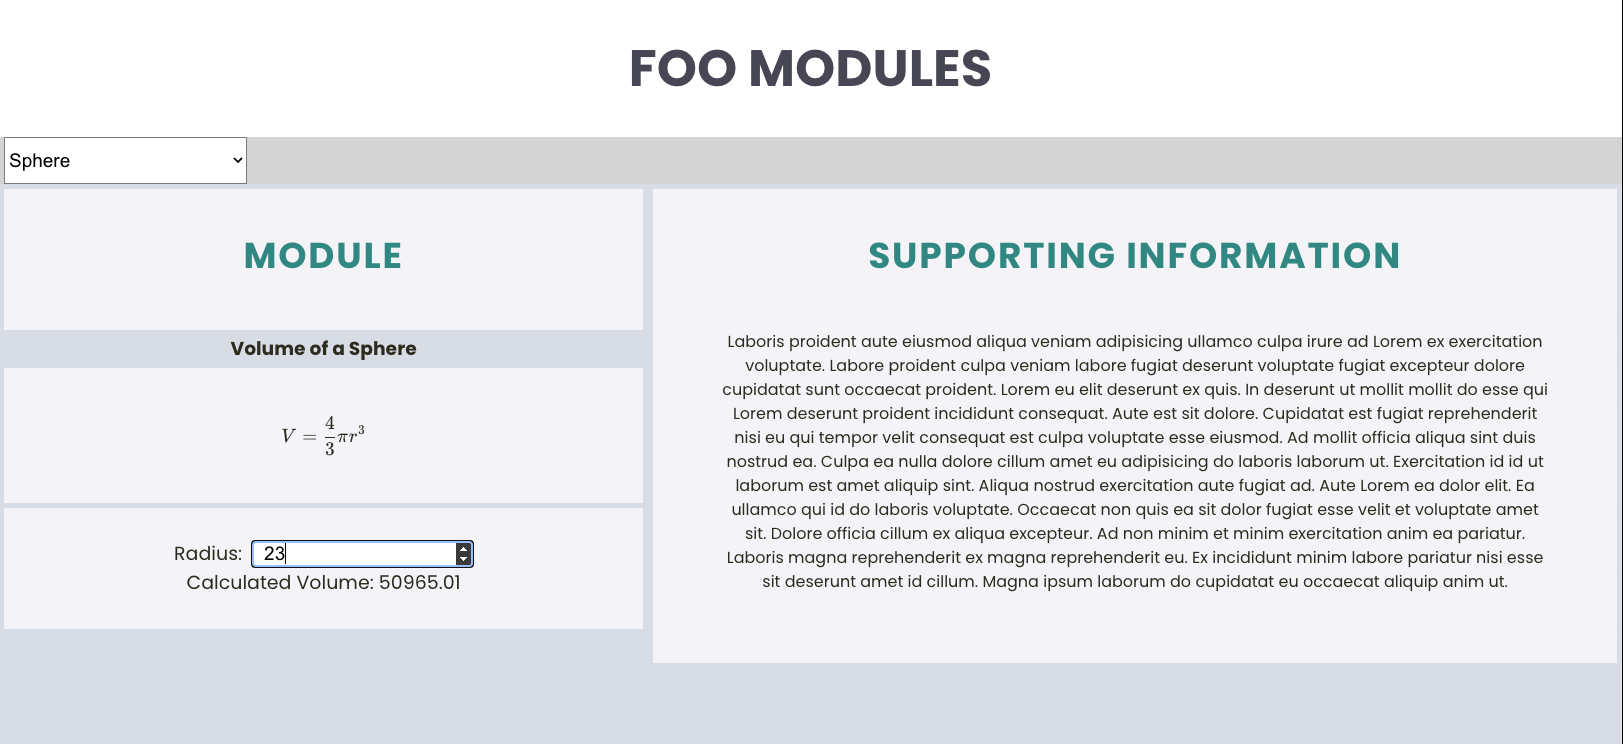 FOO MODULES
Sphere
MODULE
Volume of a Sphere
V = 4/3 πr³
Radius: 23
Calculated Volume: 50965.01
SUPPORTING INFORMATION
Laboris proident aute eiusmod aliqua veniam adipisicing ullamco culpa irure ad Lorem ex exercitation
voluptate. Labore proident culpa veniam labore fugiat deserunt voluptate fugiat excepteur dolore
cupidatat sunt occaecat proident. Lorem eu elit deserunt ex quis. In deserunt ut mollit mollit do esse qui
Lorem deserunt proident incididunt consequat. Aute est sit dolore. Cupidatat est fugiat reprehenderit
nisi eu qui tempor velit consequat est culpa voluptate esse eiusmod. Ad mollit officia aliqua sint duis
nostrud ea. Culpa ea nulla dolore cillum amet eu adipisicing do laboris laborum ut. Exercitation id id ut
laborum est amet aliquip sint. Aliqua nostrud exercitation aute fugiat ad. Aute Lorem ea dolor elit. Ea
ullamco qui id do laboris voluptate. Occaecat non quis ea sit dolor fugiat esse velit et voluptate amet
sit. Dolore officia cillum ex aliqua excepteur. Ad non minim et minim exercitation anim ea pariatur.
Laboris magna reprehenderit ex magna reprehenderit eu. Ex incididunt minim labore pariatur nisi esse
sit deserunt amet id cillum. Magna ipsum laborum do cupidatat eu occaecat aliquip anim ut.